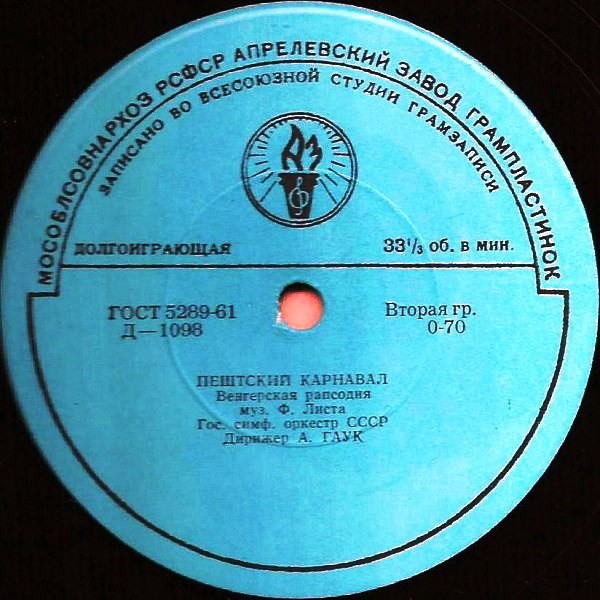 МОСОБЛСОВНАРХОЗ РСФСР АПРЕЛЕВСКИЙ ЗАВОД ГРАМПЛАСТИНОК
ЗАПИСАНО ВО ВСЕСОЮЗНОЙ СТУДИИ ГРАМЗАПИСИ
АЗ
ДОЛГОИГРАЮЩАЯ
33 1/3 об. в мин.
ГОСТ 5289-61
Д—1098
Вторая гр.
0-70
ПЕШТСКИЙ КАРНАВАЛ
Венгерская рапсодия
муз. Ф. Листа
Гос. симф. оркестр СССР
Дирижер А. ГАУК